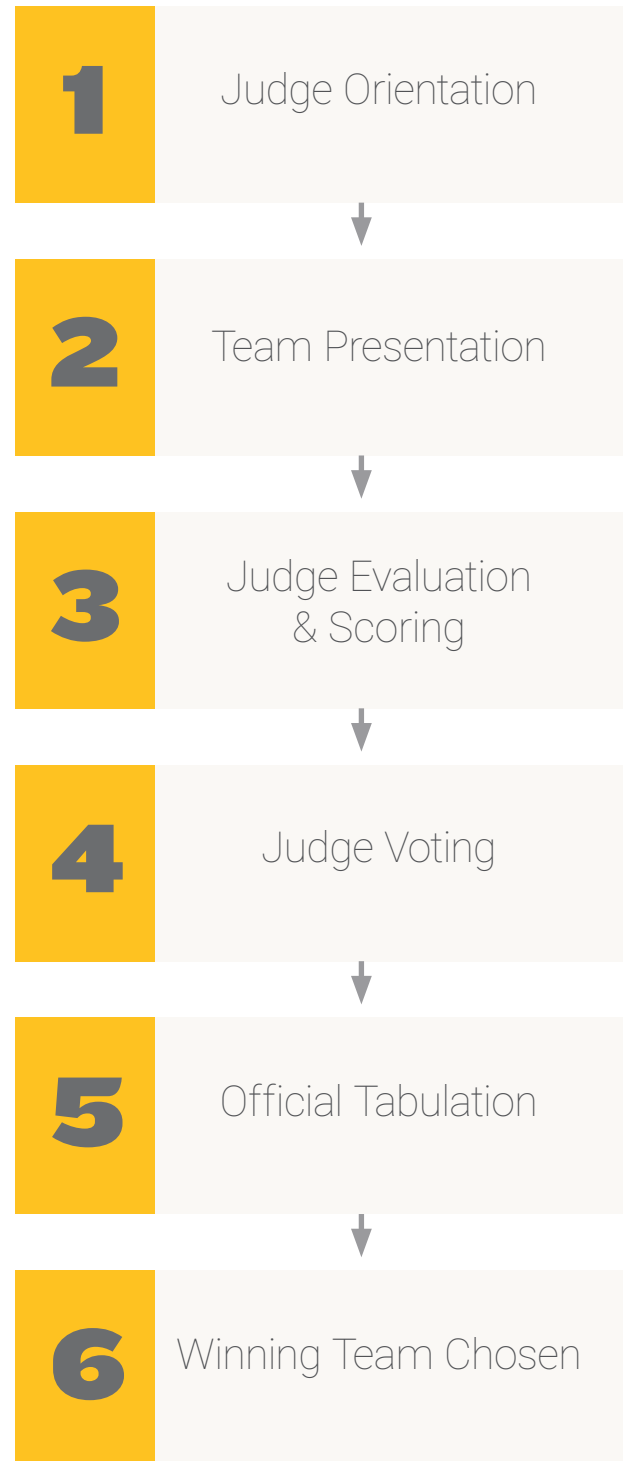 1
Judge Orientation
2
Team Presentation
3
Judge Evaluation
& Scoring
4
Judge Voting
5
Official Tabulation
6
Winning Team Chosen